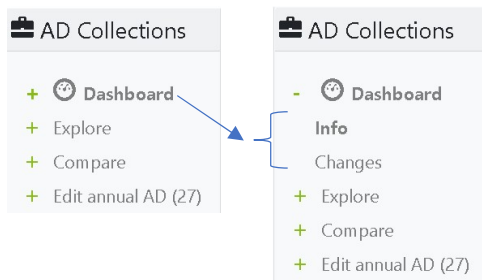 AD Collections
+ Dashboard
+ Explore
+ Compare
+ Edit annual AD (27)
AD Collections
- Dashboard
Info
Changes
+ Explore
+ Compare
+ Edit annual AD (27)